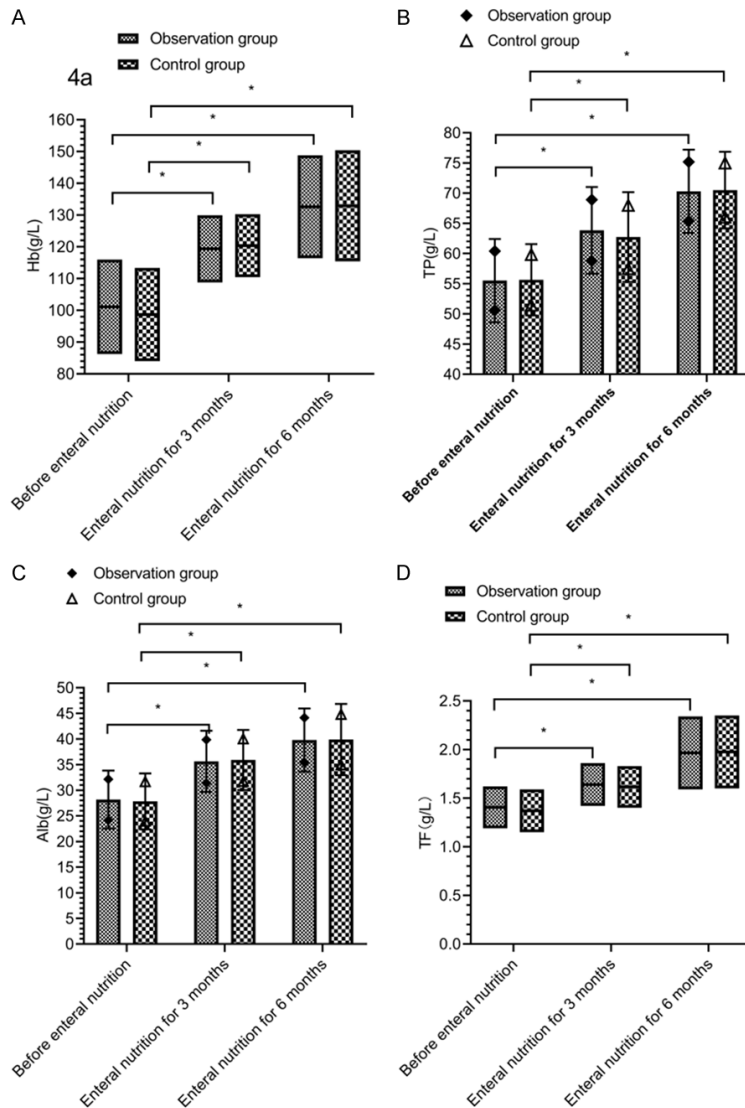 A
Observation group
Control group
4a
*
*
*
*
160
150
140
130
120
110
100
90
80
Hb(g/L)
Before enteral nutrition
Enteral nutrition for 3 months
Enteral nutrition for 6 months
B
Observation group
Control group
*
*
*
*
80
75
70
65
60
55
50
45
40
TP(g/L)
Before enteral nutrition
Enteral nutrition for 3 months
Enteral nutrition for 6 months
C
Observation group
Control group
*
*
*
*
50
45
40
35
30
25
20
15
10
5
0
Alb(g/L)
Before enteral nutrition
Enteral nutrition for 3 months
Enteral nutrition for 6 months
D
Observation group
Control group
*
*
*
*
2.5
2.0
1.5
1.0
0.5
0.0
TF(g/L)
Before enteral nutrition
Enteral nutrition for 3 months
Enteral nutrition for 6 months